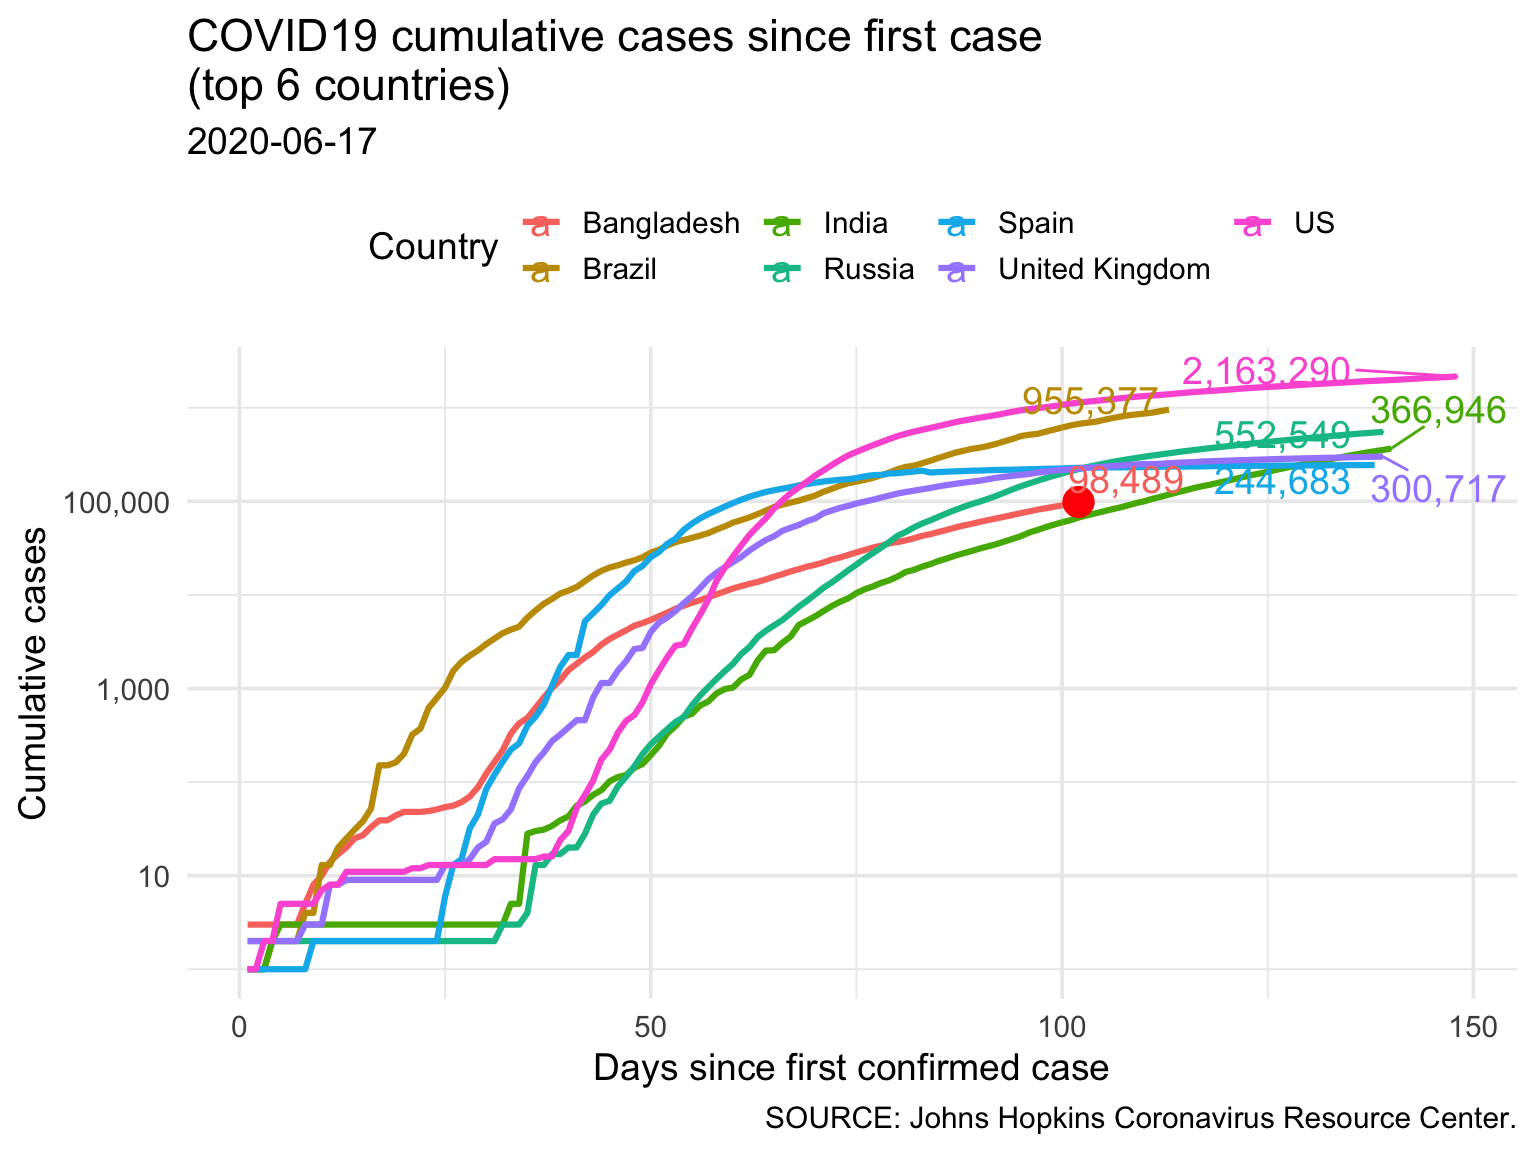 COVID19 cumulative cases since first case
(top 6 countries)
2020-06-17
Country
a Bangladesh a India a Spain a US
a Brazil a Russia a United Kingdom
2,163,290
955,377
366,946
552,549
98,489
244,683
300,717
100,000
1,000
10
Cumulative cases
0 50 100 150
Days since first confirmed case
SOURCE: Johns Hopkins Coronavirus Resource Center.